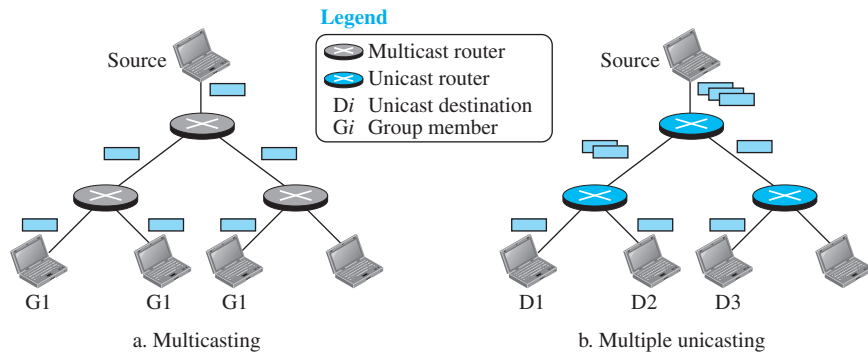 Legend
Multicast router
Unicast router
Di Unicast destination
Gi Group member
Source
G1 G1 G1
a. Multicasting
Source
D1 D2 D3
b. Multiple unicasting